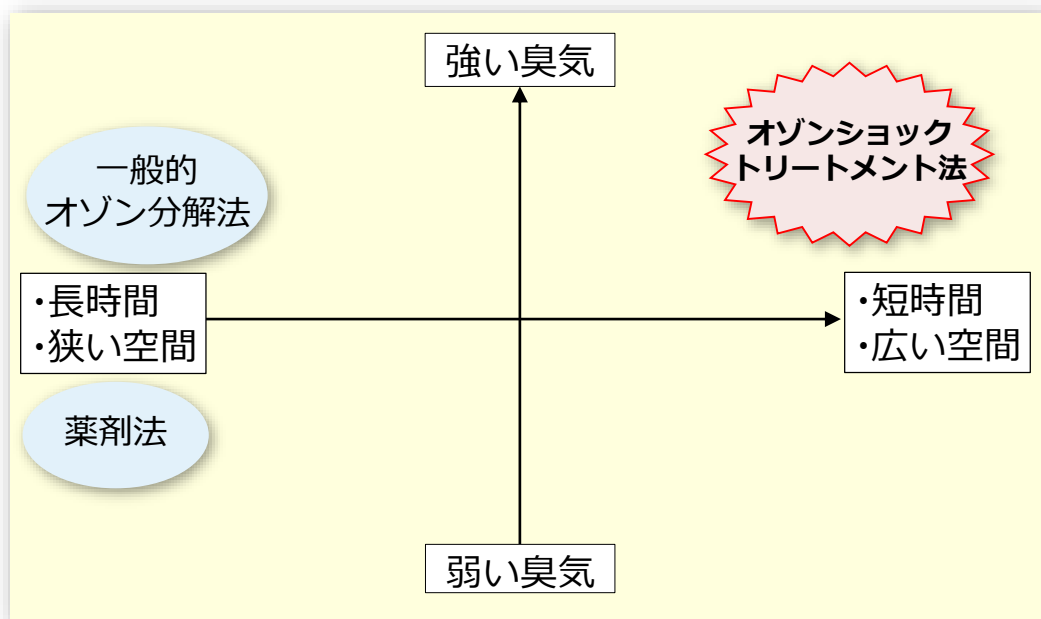 強い臭気
オゾンショック
トリートメント法
一般的
オゾン分解法
・長時間
・狭い空間
・短時間
・広い空間
薬剤法
弱い臭気